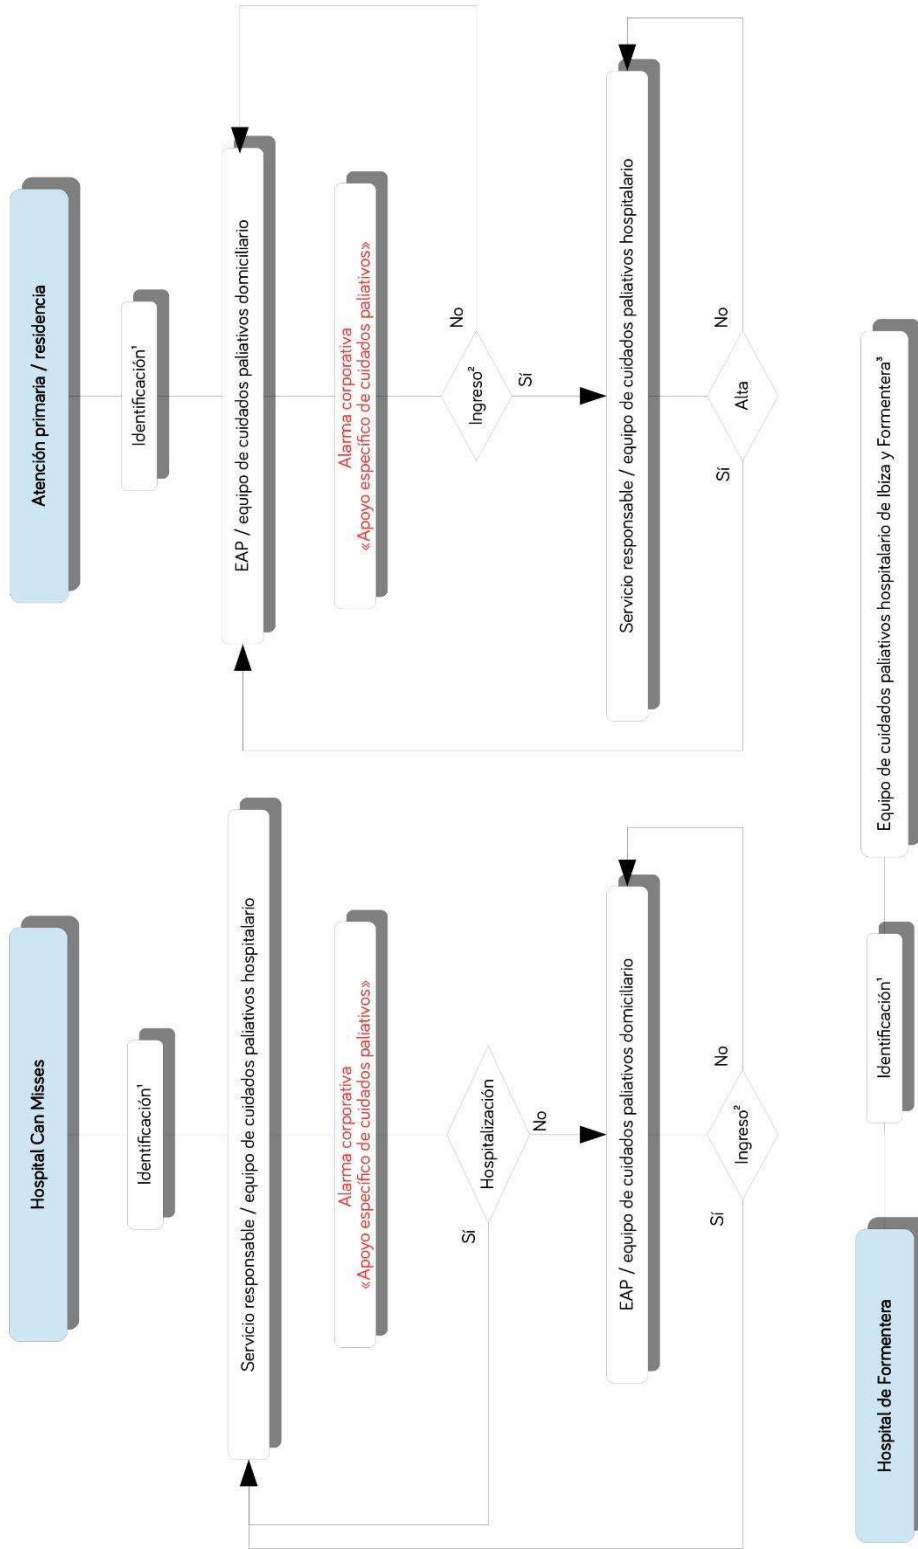 Hospital Can Misses
Identificación¹
Servicio responsable / equipo de cuidados paliativos hospitalario
Alarma corporativa
«Apoyo específico de cuidados paliativos»
Hospitalización
Sí
No
EAP / equipo de cuidados paliativos domiciliario
Ingreso²
Sí
No
Atención primaria / residencia
Identificación¹
EAP / equipo de cuidados paliativos domiciliario
Alarma corporativa
«Apoyo específico de cuidados paliativos»
Ingreso²
No
Sí
Servicio responsable / equipo de cuidados paliativos hospitalario
Alta
Sí
No
Hospital de Formentera
Identificación¹
Equipo de cuidados paliativos hospitalario de Ibiza y Formentera³